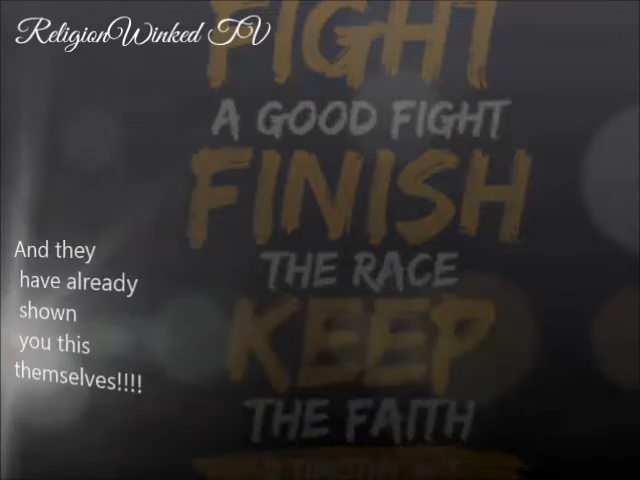 ReligionWinked TV
FIGHT
A GOOD FIGHT
FINISH
THE RACE
KEEP
THE FAITH
And they
have already
shown
you this
themselves!!!!